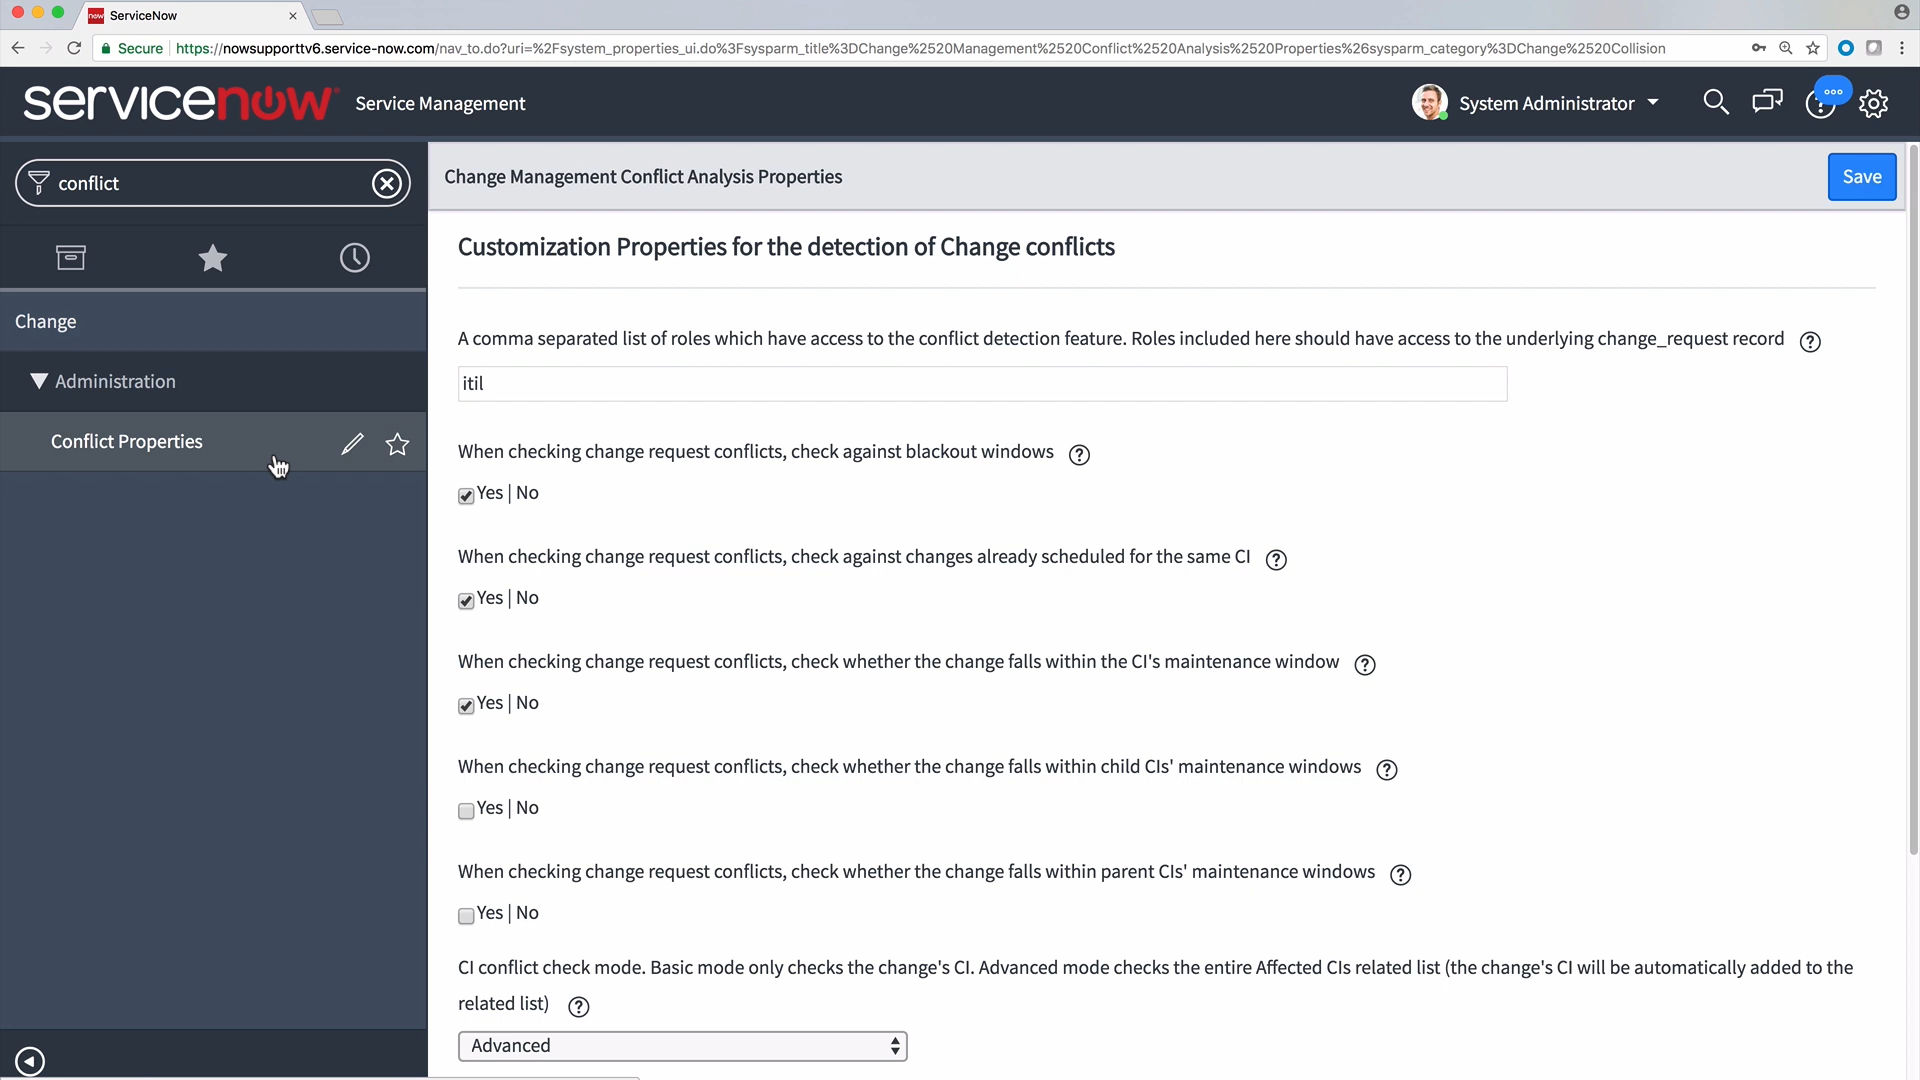 now ServiceNow
Secure https://nowsupporttv6.service-now.com/nav_to.do?uri=%2Fsystem_properties_ui.do%3Fsysparm_title%3DChange%2520Management%2520Conflict%2520Analysis%2520Properties%26sysparm_category%3DChange%2520Collision
servicenow Service Management
System Administrator
conflict
Change Management Conflict Analysis Properties
Save
Change
Administration
Conflict Properties
Customization Properties for the detection of Change conflicts
A comma separated list of roles which have access to the conflict detection feature. Roles included here should have access to the underlying change_request record
itil
When checking change request conflicts, check against blackout windows
Yes | No
When checking change request conflicts, check against changes already scheduled for the same CI
Yes | No
When checking change request conflicts, check whether the change falls within the CI's maintenance window
Yes | No
When checking change request conflicts, check whether the change falls within child CIs' maintenance windows
Yes | No
When checking change request conflicts, check whether the change falls within parent CIs' maintenance windows
Yes | No
CI conflict check mode. Basic mode only checks the change's CI. Advanced mode checks the entire Affected CIs related list (the change's CI will be automatically added to the
related list)
Advanced